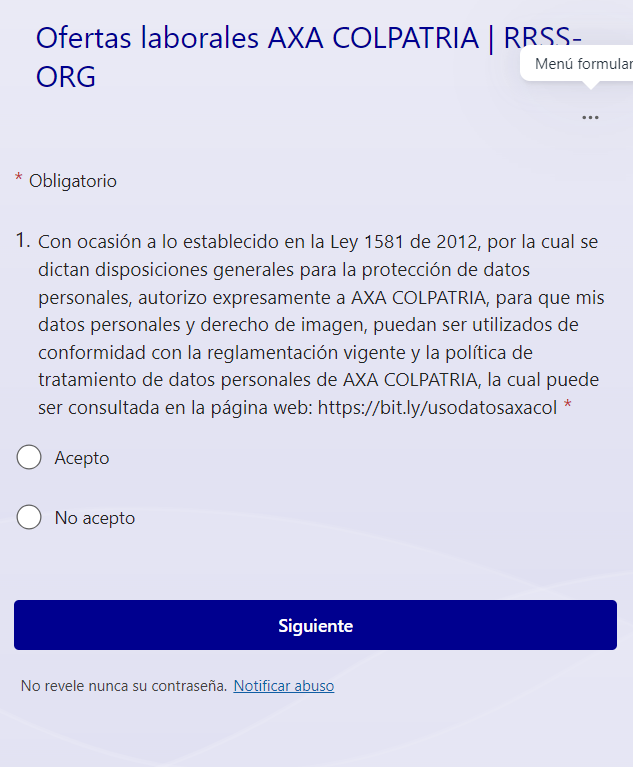 Ofertas laborales AXA COLPATRIA | RRSS-
ORG
Menú formular
...
* Obligatorio
1. Con ocasión a lo establecido en la Ley 1581 de 2012, por la cual se
dictan disposiciones generales para la protección de datos
personales, autorizo expresamente a AXA COLPATRIA, para que mis
datos personales y derecho de imagen, puedan ser utilizados de
conformidad con la reglamentación vigente y la política de
tratamiento de datos personales de AXA COLPATRIA, la cual puede
ser consultada en la página web: https://bit.ly/usodatosaxacol *
Acepto
No acepto
Siguiente
No revele nunca su contraseña. Notificar abuso